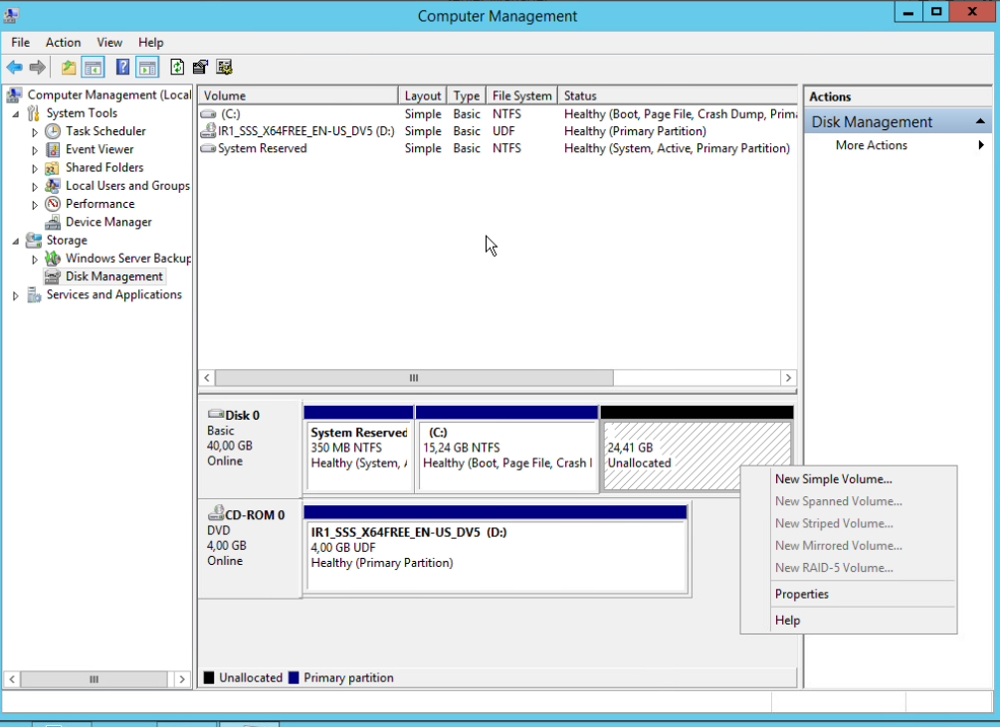 Computer Management
File Action View Help
Computer Management (Local
System Tools
Task Scheduler
Event Viewer
Shared Folders
Local Users and Groups
Performance
Device Manager
Storage
Windows Server Backup
Disk Management
Services and Applications
Volume Layout Type File System Status
(C:) Simple Basic NTFS Healthy (Boot, Page File, Crash Dump, Prima
IR1_SSS_X64FREE_EN-US_DV5 (D:) Simple Basic UDF Healthy (Primary Partition)
System Reserved Simple Basic NTFS Healthy (System, Active, Primary Partition)
Actions
Disk Management
More Actions
Disk 0
Basic
40,00 GB
Online
System Reserved
350 MB NTFS
Healthy (System, A
(C:)
15,24 GB NTFS
Healthy (Boot, Page File, Crash I
24,41 GB
Unallocated
CD-ROM 0
DVD
4,00 GB
Online
IR1_SSS_X64FREE_EN-US_DV5 (D:)
4,00 GB UDF
Healthy (Primary Partition)
New Simple Volume...
New Spanned Volume...
New Striped Volume...
New Mirrored Volume...
New RAID-5 Volume...
Properties
Help
Unallocated Primary partition